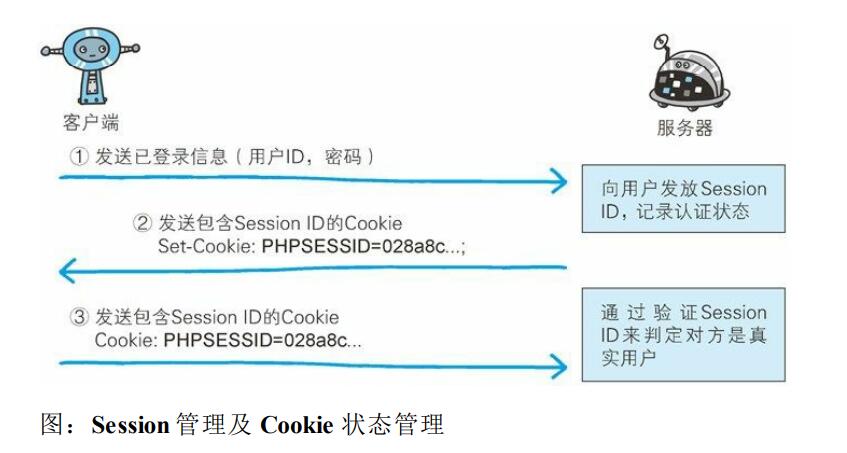 客户端
服务器
① 发送已登录信息（用户ID，密码）
向用户发放Session
ID，记录认证状态
② 发送包含Session ID的Cookie
Set-Cookie: PHPSESSID=028a8c…;
③ 发送包含Session ID的Cookie
Cookie: PHPSESSID=028a8c…
通过验证Session
ID来判定对方是真
实用户
图：Session 管理及 Cookie 状态管理